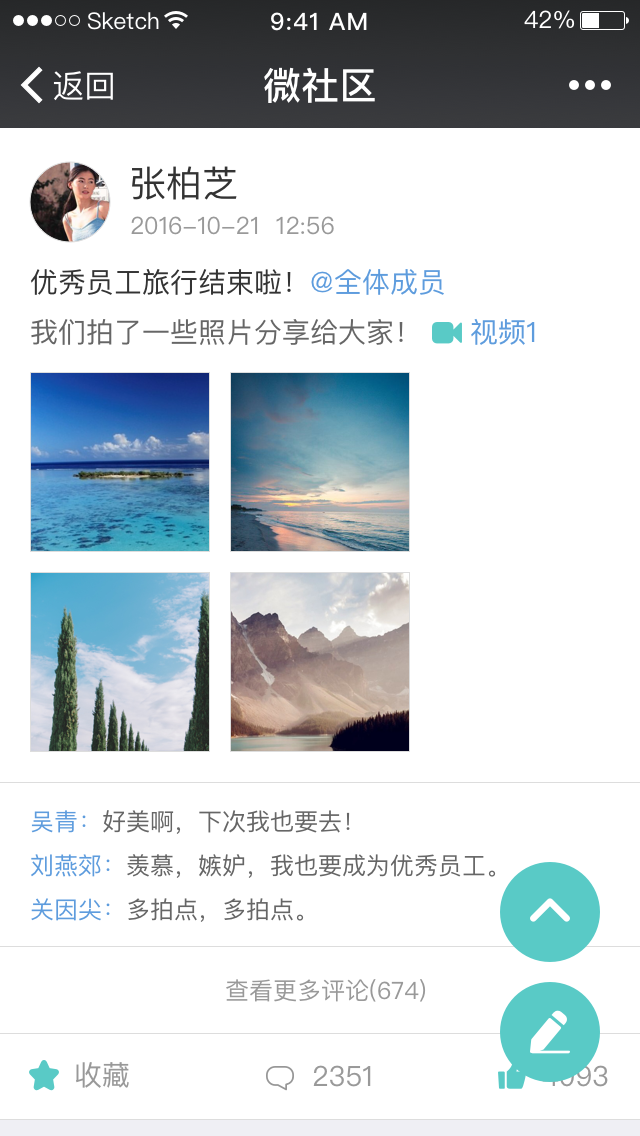 Sketch 9:41 AM 42%
返回 微社区
张柏芝
2016-10-21 12:56
优秀员工旅行结束啦！@全体成员
我们拍了一些照片分享给大家！ 视频1
吴青：好美啊，下次我也要去！
刘燕郊：羡慕，嫉妒，我也要成为优秀员工。
关因尖：多拍点，多拍点。
查看更多评论(674)
收藏 2351 1093